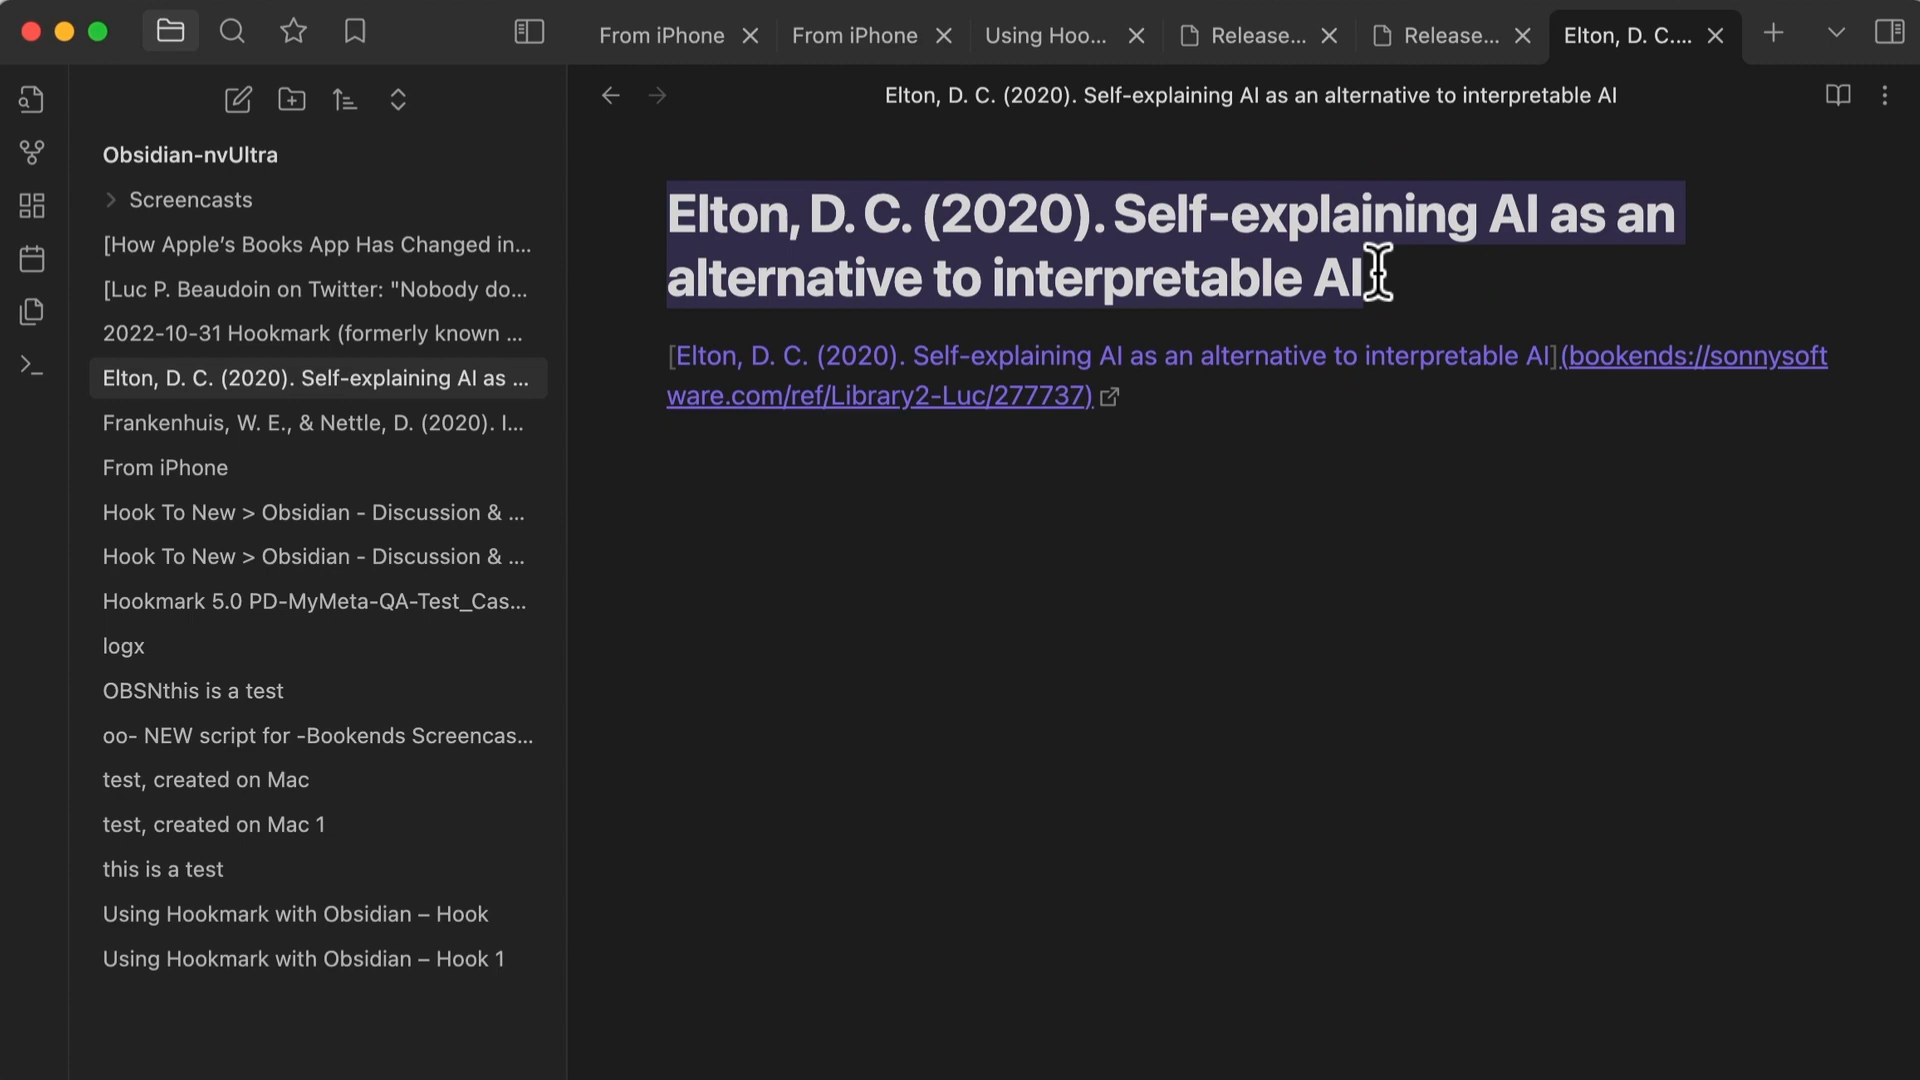 From iPhone
From iPhone
Using Hoo...
Release...
Release...
Elton, D. C....
Elton, D. C. (2020). Self-explaining AI as an alternative to interpretable AI
Obsidian-nvUltra
Screencasts
[How Apple's Books App Has Changed in...
[Luc P. Beaudoin on Twitter: "Nobody do...
2022-10-31 Hookmark (formerly known ...
Elton, D. C. (2020). Self-explaining AI as ...
Frankenhuis, W. E., & Nettle, D. (2020). I...
From iPhone
Hook To New > Obsidian - Discussion & ...
Hook To New > Obsidian - Discussion & ...
Hookmark 5.0 PD-MyMeta-QA-Test_Cas...
logx
OBSNthis is a test
oo- NEW script for -Bookends Screencas...
test, created on Mac
test, created on Mac 1
this is a test
Using Hookmark with Obsidian – Hook
Using Hookmark with Obsidian – Hook 1
Elton, D. C. (2020). Self-explaining AI as an
alternative to interpretable AI
[Elton, D. C. (2020). Self-explaining AI as an alternative to interpretable AI](bookends://sonnysoft
ware.com/ref/Library2-Luc/277737)